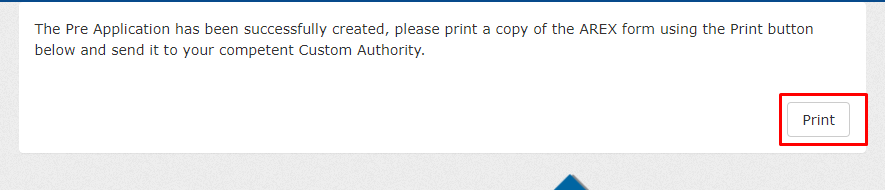 The Pre Application has been successfully created, please print a copy of the AREX form using the Print button
below and send it to your competent Custom Authority.
Print